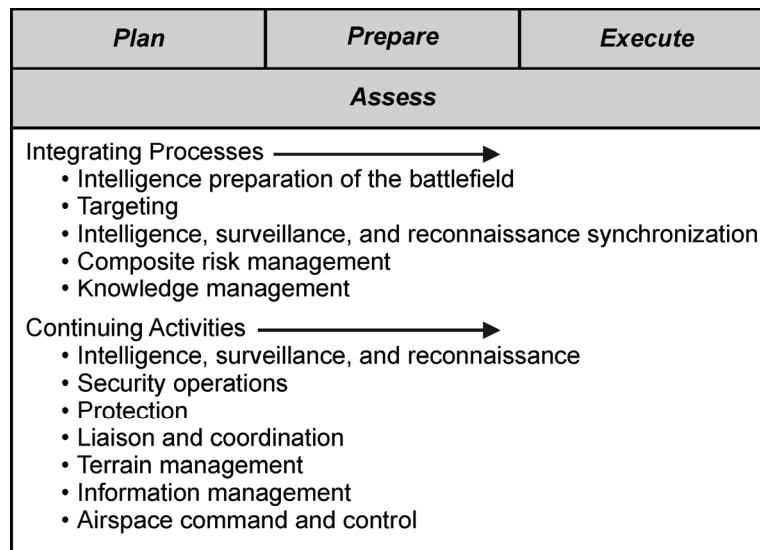 Plan Prepare Execute
Assess
Integrating Processes
• Intelligence preparation of the battlefield
• Targeting
• Intelligence, surveillance, and reconnaissance synchronization
• Composite risk management
• Knowledge management
Continuing Activities
• Intelligence, surveillance, and reconnaissance
• Security operations
• Protection
• Liaison and coordination
• Terrain management
• Information management
• Airspace command and control